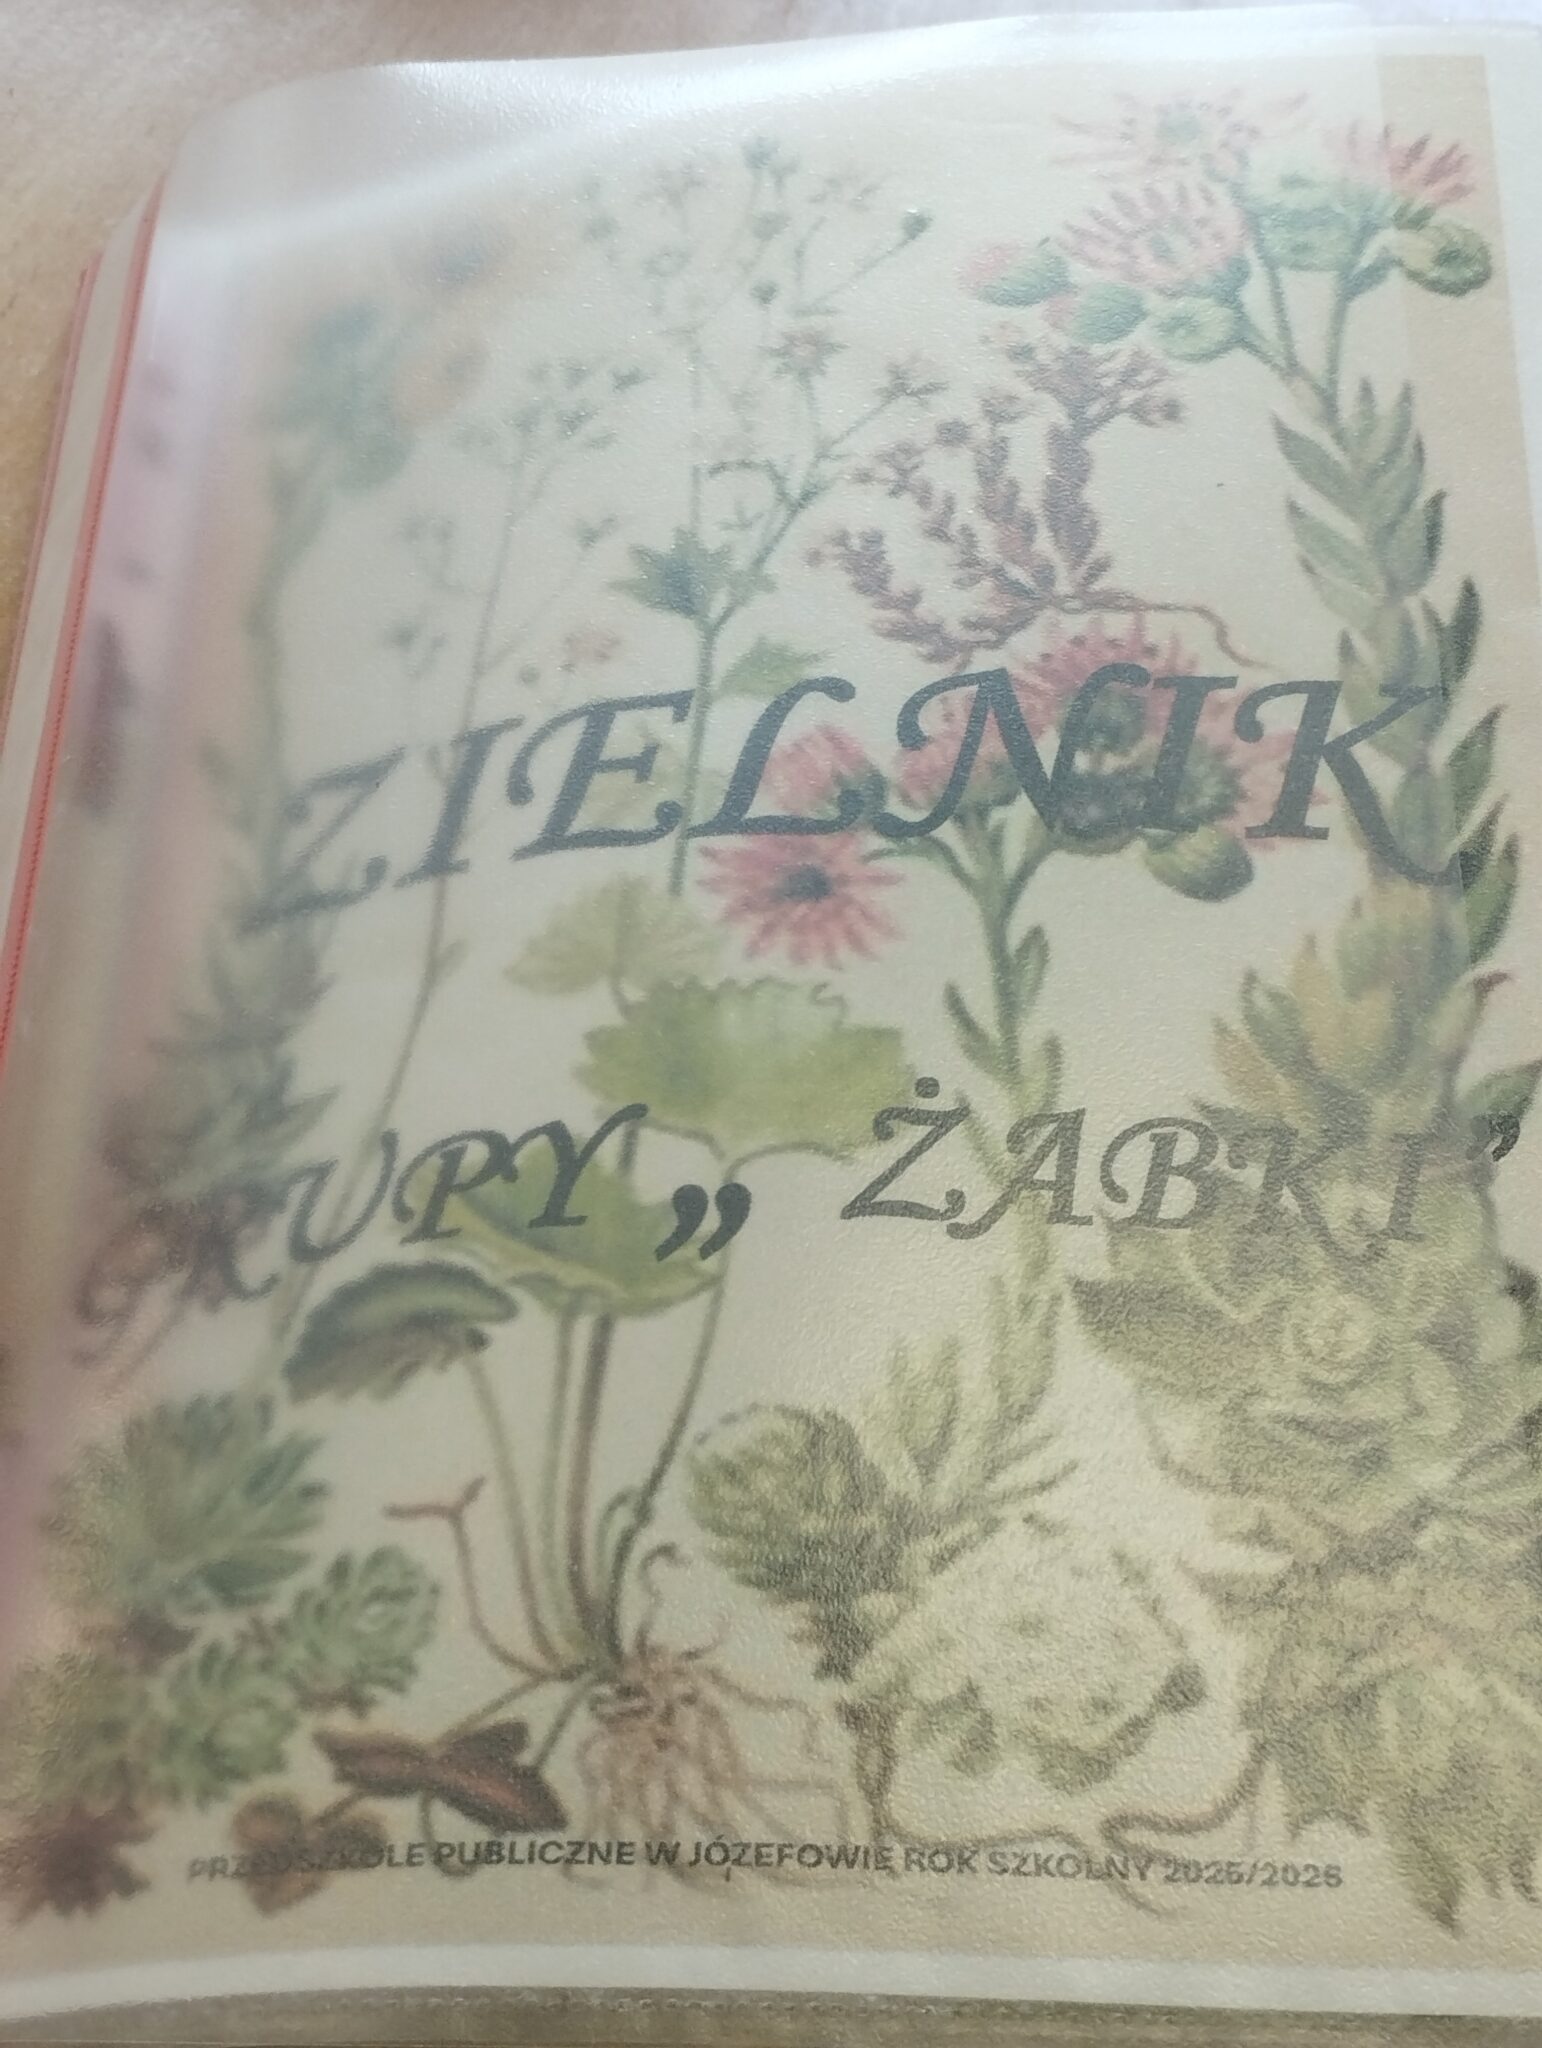 ZIELNIK
GRUPY „ ŻABKI”
PRZEDSZKOLE PUBLICZNE W JÓZEFOWIE ROK SZKOLNY 2025/2026